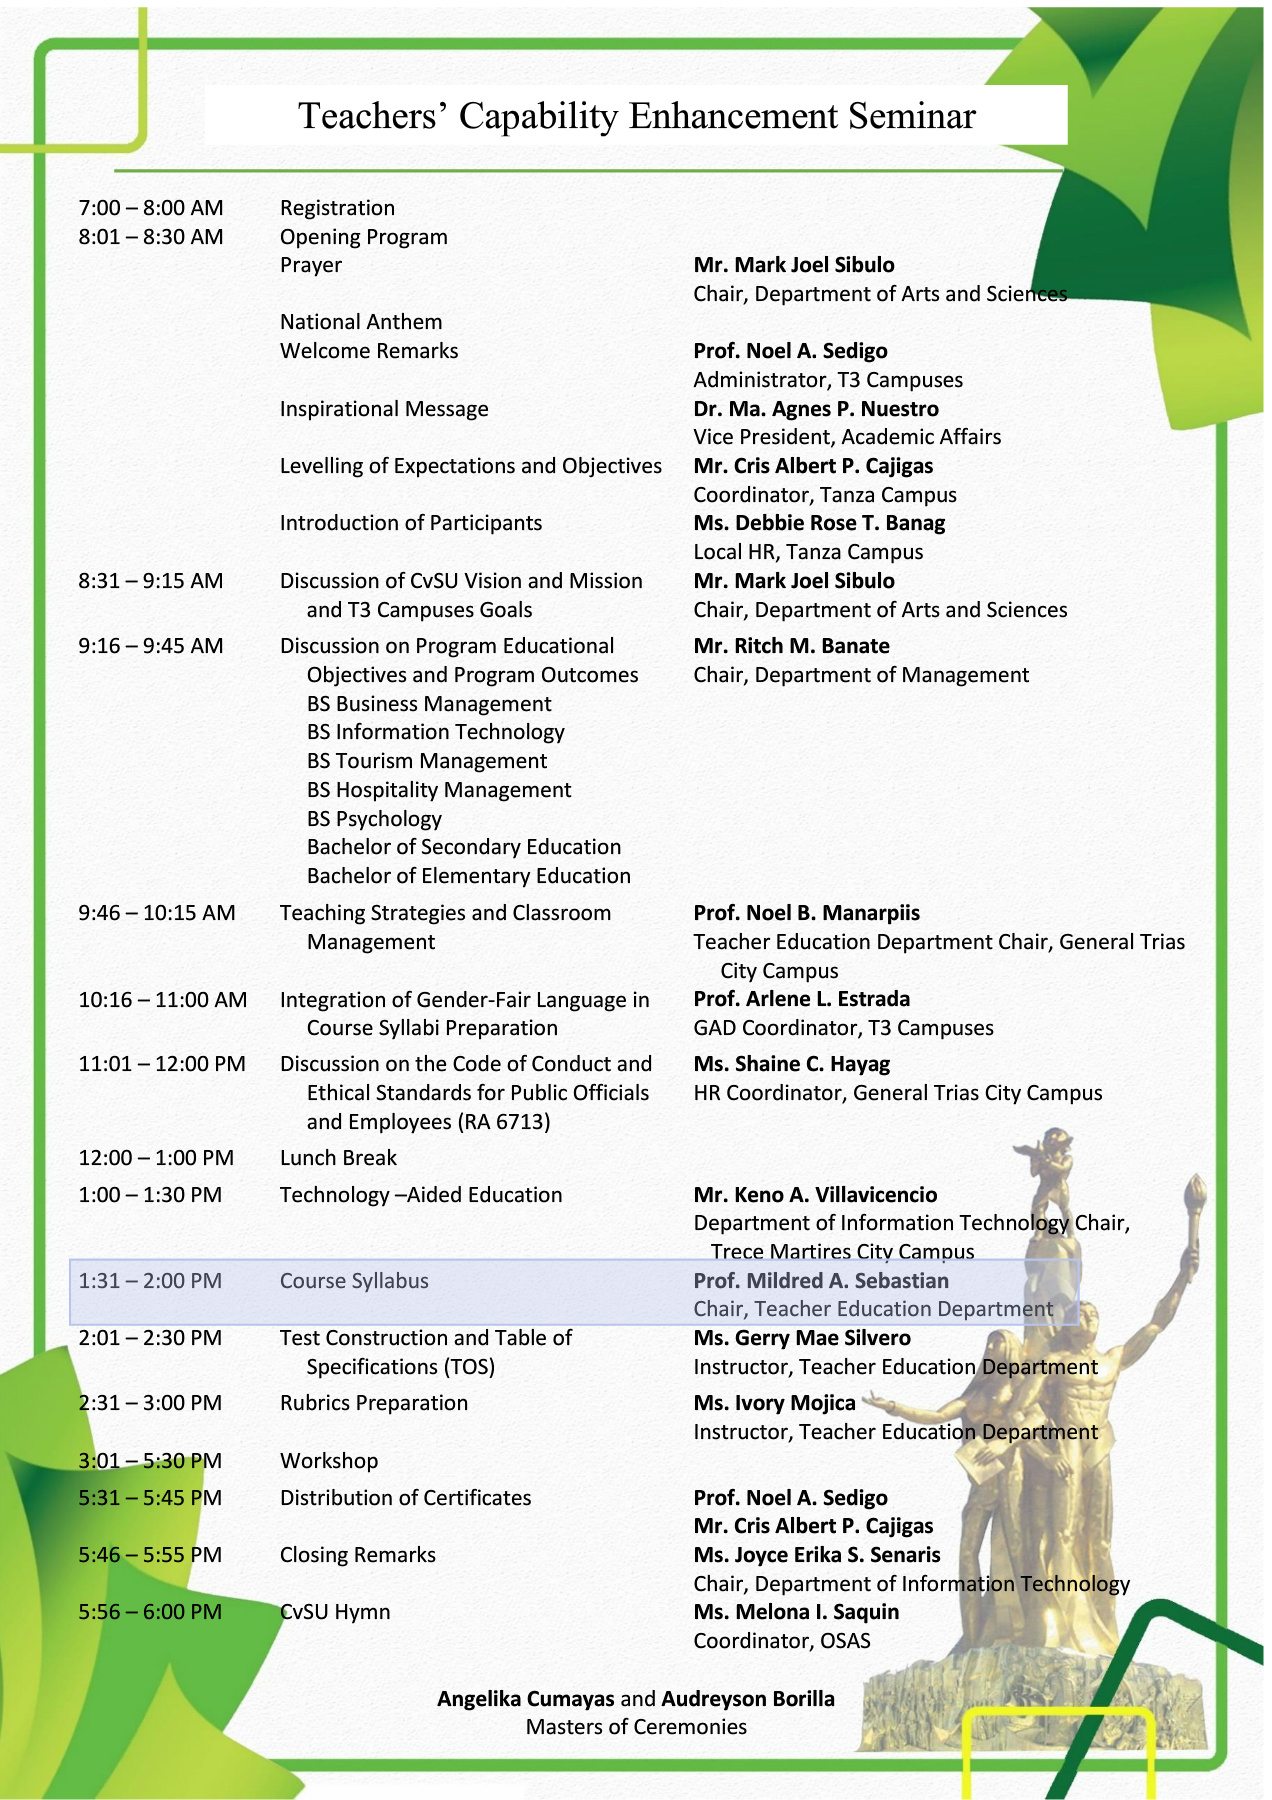 Teachers’ Capability Enhancement Seminar
7:00 – 8:00 AM Registration
8:01 – 8:30 AM Opening Program
Prayer Mr. Mark Joel Sibulo
Chair, Department of Arts and Sciences
National Anthem
Welcome Remarks Prof. Noel A. Sedigo
Administrator, T3 Campuses
Inspirational Message Dr. Ma. Agnes P. Nuestro
Vice President, Academic Affairs
Levelling of Expectations and Objectives Mr. Cris Albert P. Cajigas
Coordinator, Tanza Campus
Introduction of Participants Ms. Debbie Rose T. Banag
Local HR, Tanza Campus
8:31 – 9:15 AM Discussion of CvSU Vision and Mission Mr. Mark Joel Sibulo
and T3 Campuses Goals Chair, Department of Arts and Sciences
9:16 – 9:45 AM Discussion on Program Educational Mr. Ritch M. Banate
Objectives and Program Outcomes Chair, Department of Management
BS Business Management
BS Information Technology
BS Tourism Management
BS Hospitality Management
BS Psychology
Bachelor of Secondary Education
Bachelor of Elementary Education
9:46 – 10:15 AM Teaching Strategies and Classroom Prof. Noel B. Manarpiis
Management Teacher Education Department Chair, General Trias
City Campus
10:16 – 11:00 AM Integration of Gender-Fair Language in Prof. Arlene L. Estrada
Course Syllabi Preparation GAD Coordinator, T3 Campuses
11:01 – 12:00 PM Discussion on the Code of Conduct and Ms. Shaine C. Hayag
Ethical Standards for Public Officials HR Coordinator, General Trias City Campus
and Employees (RA 6713)
12:00 – 1:00 PM Lunch Break
1:00 – 1:30 PM Technology –Aided Education Mr. Keno A. Villavicencio
Department of Information Technology Chair,
Trece Martires City Campus
1:31 – 2:00 PM Course Syllabus Prof. Mildred A. Sebastian
Chair, Teacher Education Department
2:01 – 2:30 PM Test Construction and Table of Ms. Gerry Mae Silvero
Specifications (TOS) Instructor, Teacher Education Department
2:31 – 3:00 PM Rubrics Preparation Ms. Ivory Mojica
Instructor, Teacher Education Department
3:01 – 5:30 PM Workshop
5:31 – 5:45 PM Distribution of Certificates Prof. Noel A. Sedigo
Mr. Cris Albert P. Cajigas
5:46 – 5:55 PM Closing Remarks Ms. Joyce Erika S. Senaris
Chair, Department of Information Technology
5:56 – 6:00 PM CvSU Hymn Ms. Melona I. Saquin
Coordinator, OSAS
Angelika Cumayas and Audreyson Borilla
Masters of Ceremonies